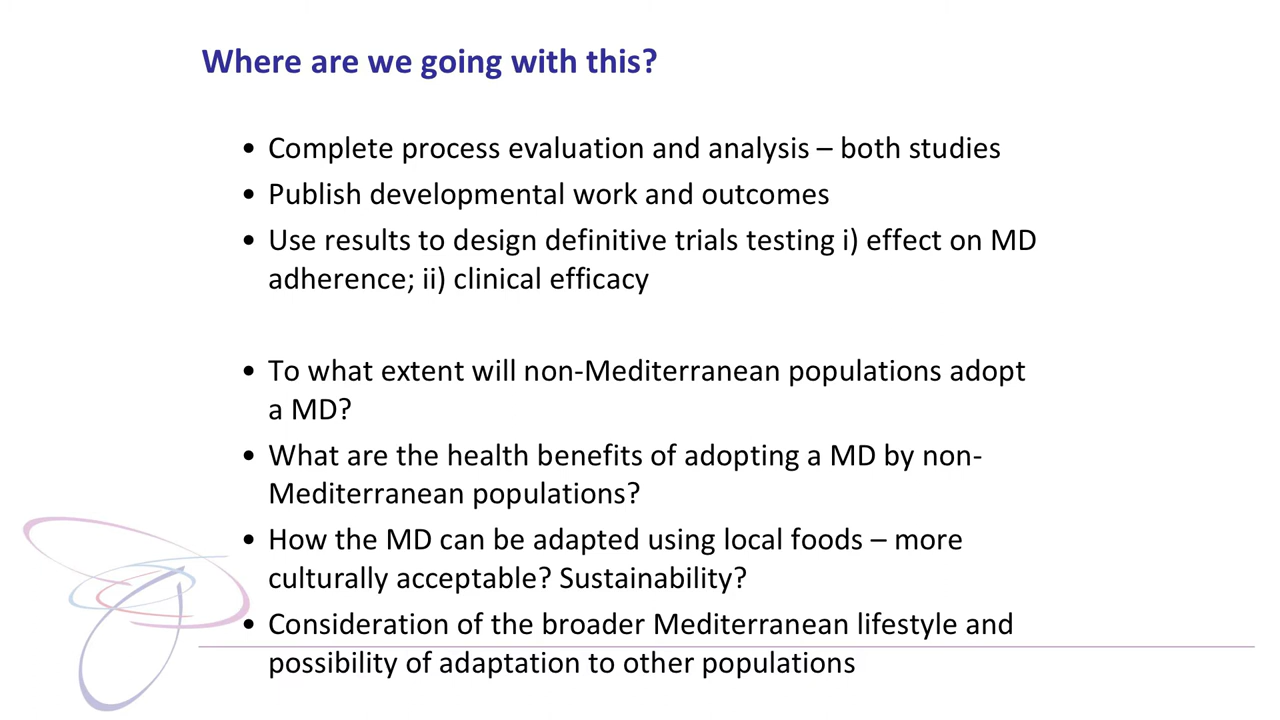 Where are we going with this?
• Complete process evaluation and analysis – both studies
• Publish developmental work and outcomes
• Use results to design definitive trials testing i) effect on MD
adherence; ii) clinical efficacy
• To what extent will non-Mediterranean populations adopt
a MD?
• What are the health benefits of adopting a MD by non-
Mediterranean populations?
• How the MD can be adapted using local foods – more
culturally acceptable? Sustainability?
• Consideration of the broader Mediterranean lifestyle and
possibility of adaptation to other populations